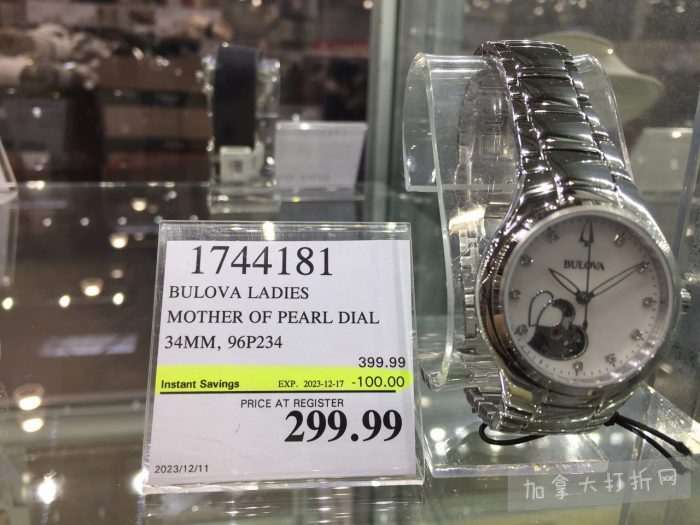 1744181
BULOVA LADIES
MOTHER OF PEARL DIAL
34MM, 96P234
399.99
Instant Savings EXP. 2023-12-17 -100.00
PRICE AT REGISTER
299.99
2023/12/11
BULOVA
加拿大打折网